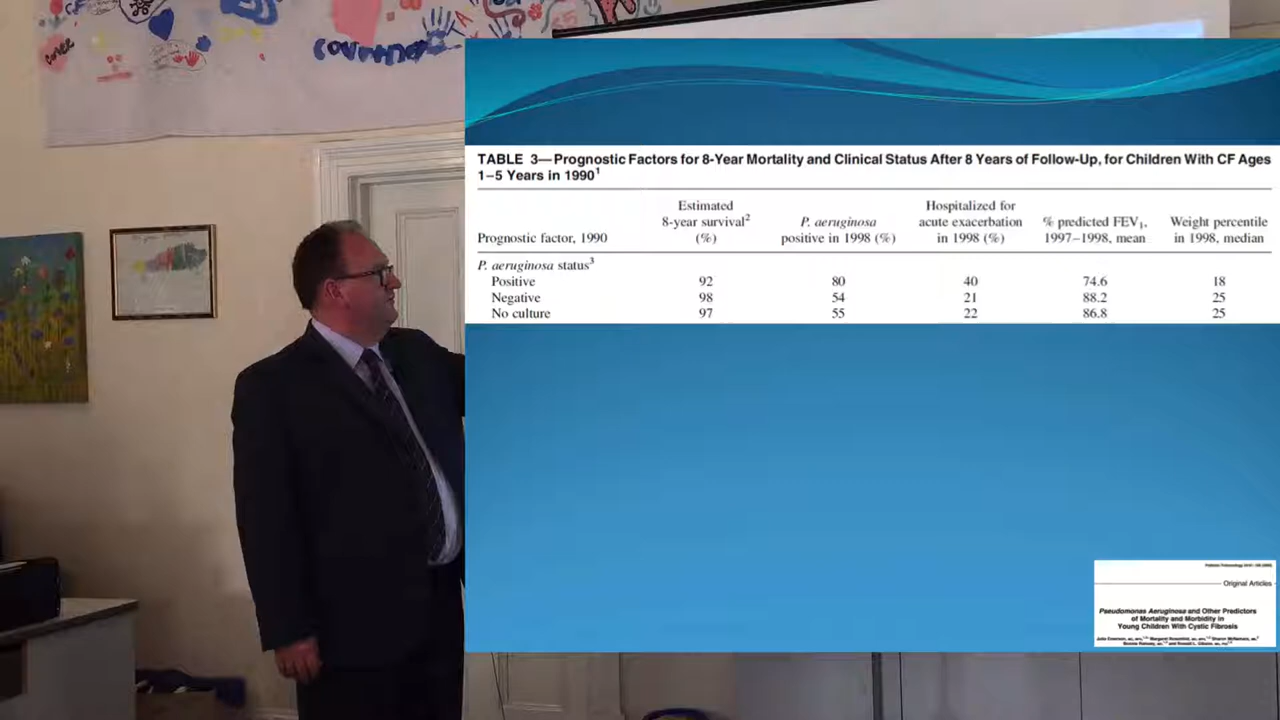 TABLE 3—Prognostic Factors for 8-Year Mortality and Clinical Status After 8 Years of Follow-Up, for Children With CF Ages
1–5 Years in 1990¹
Prognostic factor, 1990 Estimated 8-year survival² (%) P. aeruginosa positive in 1998 (%) Hospitalized for acute exacerbation in 1998 (%) % predicted FEV₁, 1997–1998, mean Weight percentile in 1998, median
P. aeruginosa status³
Positive 92 80 40 74.6 18
Negative 98 54 21 88.2 25
No culture 97 55 22 86.8 25
Original Articles
Pseudomonas Aeruginosa and Other Predictors
of Mortality and Morbidity in
Young Children With Cystic Fibrosis